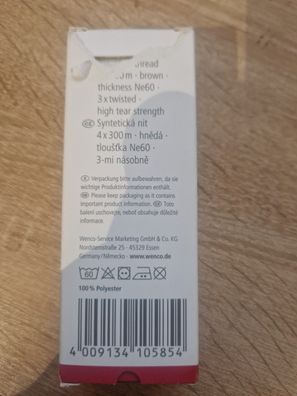 thread
0m · brown ·
thickness Ne60 ·
3 x twisted ·
high tear strength
CZ Syntetická nit
4 x 300 m · hnědá ·
tloušťka Ne60 ·
3-mi násobně
Verpackung bitte aufbewahren, da sie
wichtige Produktinformationen enthält.
Please keep packaging as it contains
important product information. CZ Toto
balení uschovejte, neboť obsahuje důležité
informace.
Wenco-Service Marketing GmbH & Co. KG
Nordsternstraße 25 · 45329 Essen
Germany/Německo · www.wenco.de
60
100% Polyester
4 009134 105854